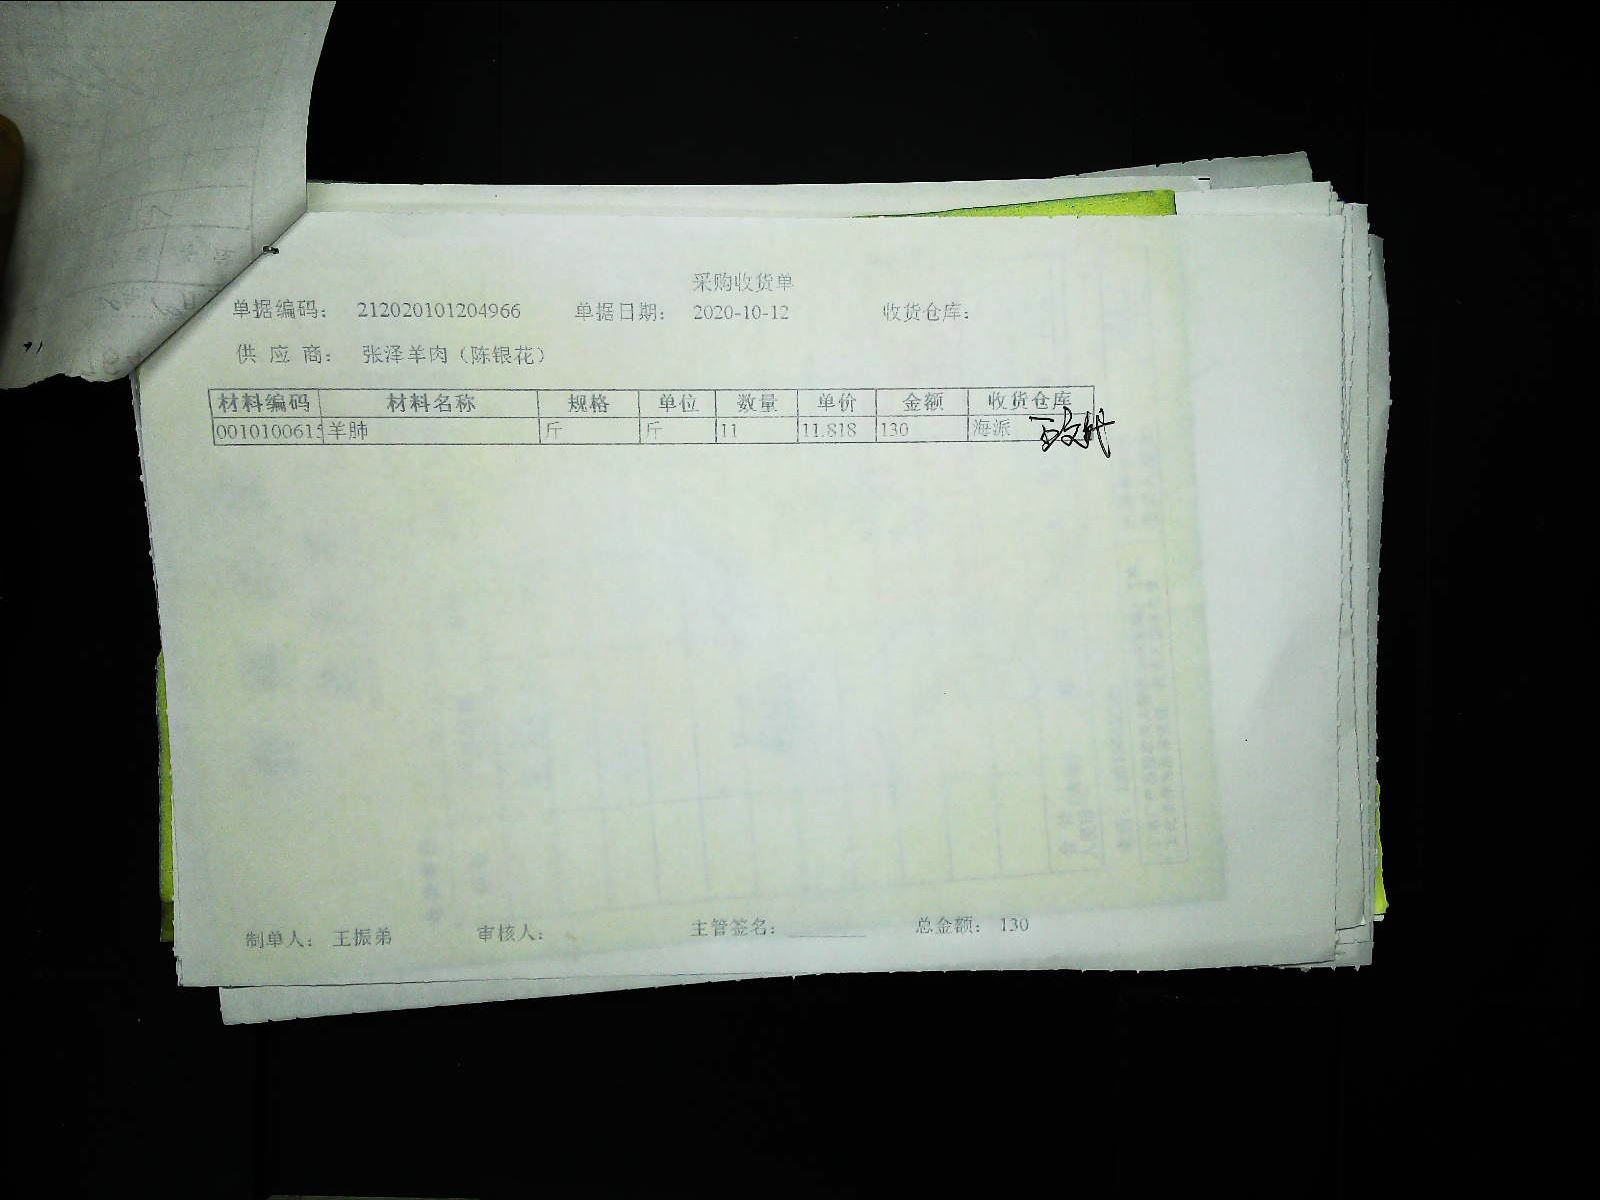 采购收货单
单据编码： 212020101204966 单据日期： 2020-10-12 收货仓库：
供 应 商： 张泽羊肉（陈银花）
材料编码 材料名称 规格 单位 数量 单价 金额 收货仓库
0010100615 羊肺 斤 斤 11 11.818 130 海派
制单人： 王振弟 审核人： 主管签名： 总金额： 130